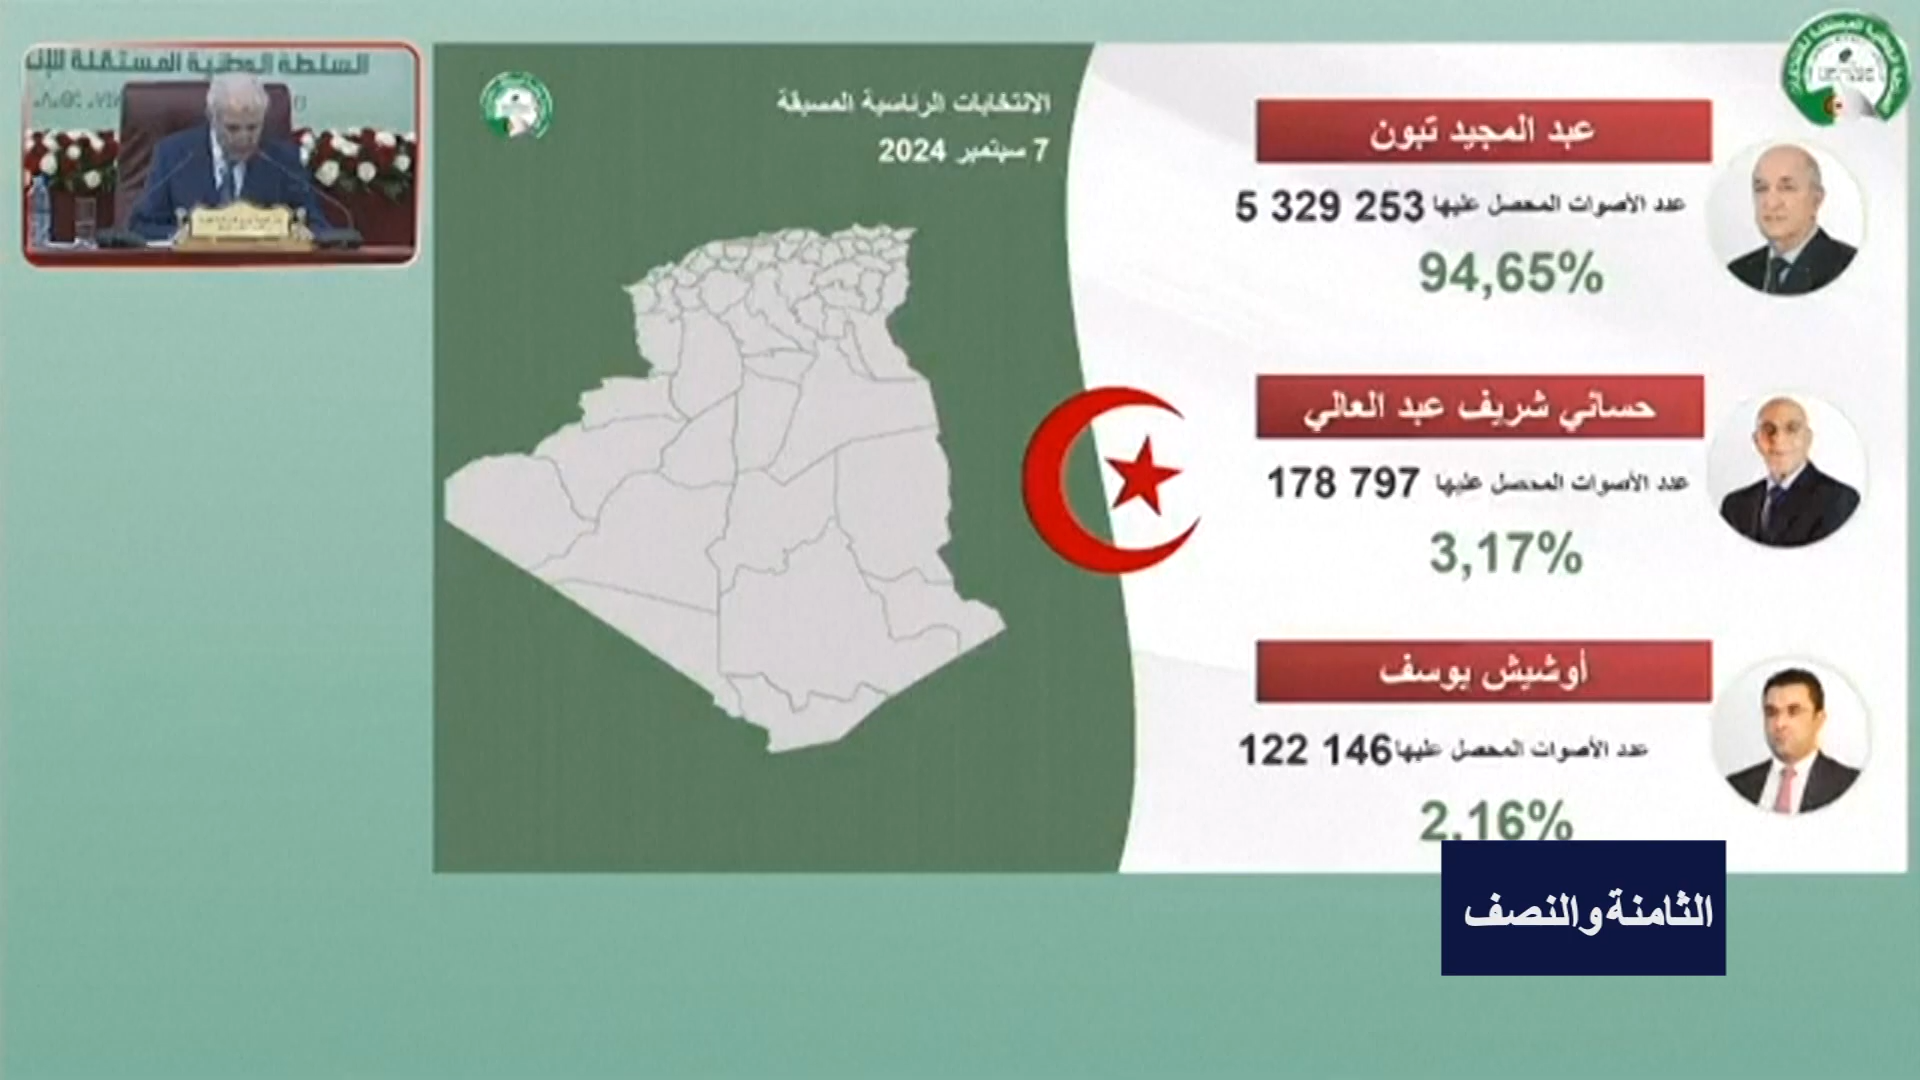 السلطة الوطنية المستقلة للإن
الانتخابات الرئاسية المسبقة
7 سبتمبر 2024
عبد المجيد تبون
عدد الأصوات المحصل عليها 253 329 5
94,65%
حساني شريف عبد العالي
عدد الأصوات المحصل عليها 797 178
3,17%
أوشيش يوسف
عدد الأصوات المحصل عليها 146 122
2,16%
الثامنة والنصف